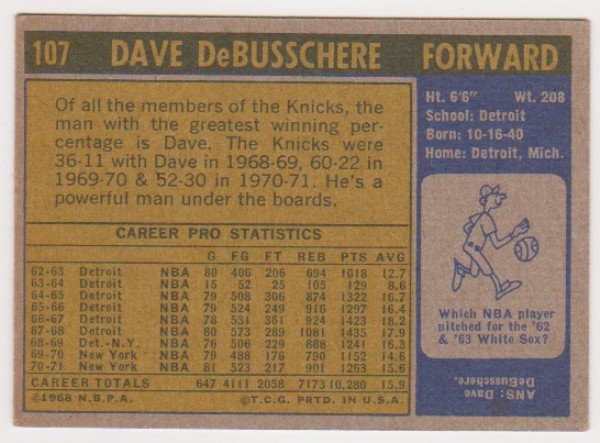 107 DAVE DeBUSSCHERE FORWARD
Of all the members of the Knicks, the
man with the greatest winning per-
centage is Dave. The Knicks were
36-11 with Dave in 1968-69, 60-22 in
1969-70 & 52-30 in 1970-71. He's a
powerful man under the boards.
CAREER PRO STATISTICS
G FG FT REB PTS AVG
62-63 Detroit NBA 80 406 206 694 1018 12.7
63-64 Detroit NBA 15 52 25 105 129 8.6
64-65 Detroit NBA 79 508 306 874 1322 16.7
65-66 Detroit NBA 79 524 249 916 1297 16.4
66-67 Detroit NBA 78 531 361 924 1423 18.2
67-68 Detroit NBA 80 573 289 1081 1435 17.9
68-69 Det.-N.Y. NBA 76 506 229 888 1241 16.3
69-70 New York NBA 79 488 176 790 1152 14.6
70-71 New York NBA 81 523 217 901 1263 15.6
CAREER TOTALS 647 4111 2058 7173 10,280 15.9
©1968 N.B.P.A. ©T.C.G. PRTD. IN U.S.A.
Ht. 6'6" Wt. 208
School: Detroit
Born: 10-16-40
Home: Detroit, Mich.
Which NBA player
pitched for the '62
& '63 White Sox?
ANS: Dave
DeBusschere.